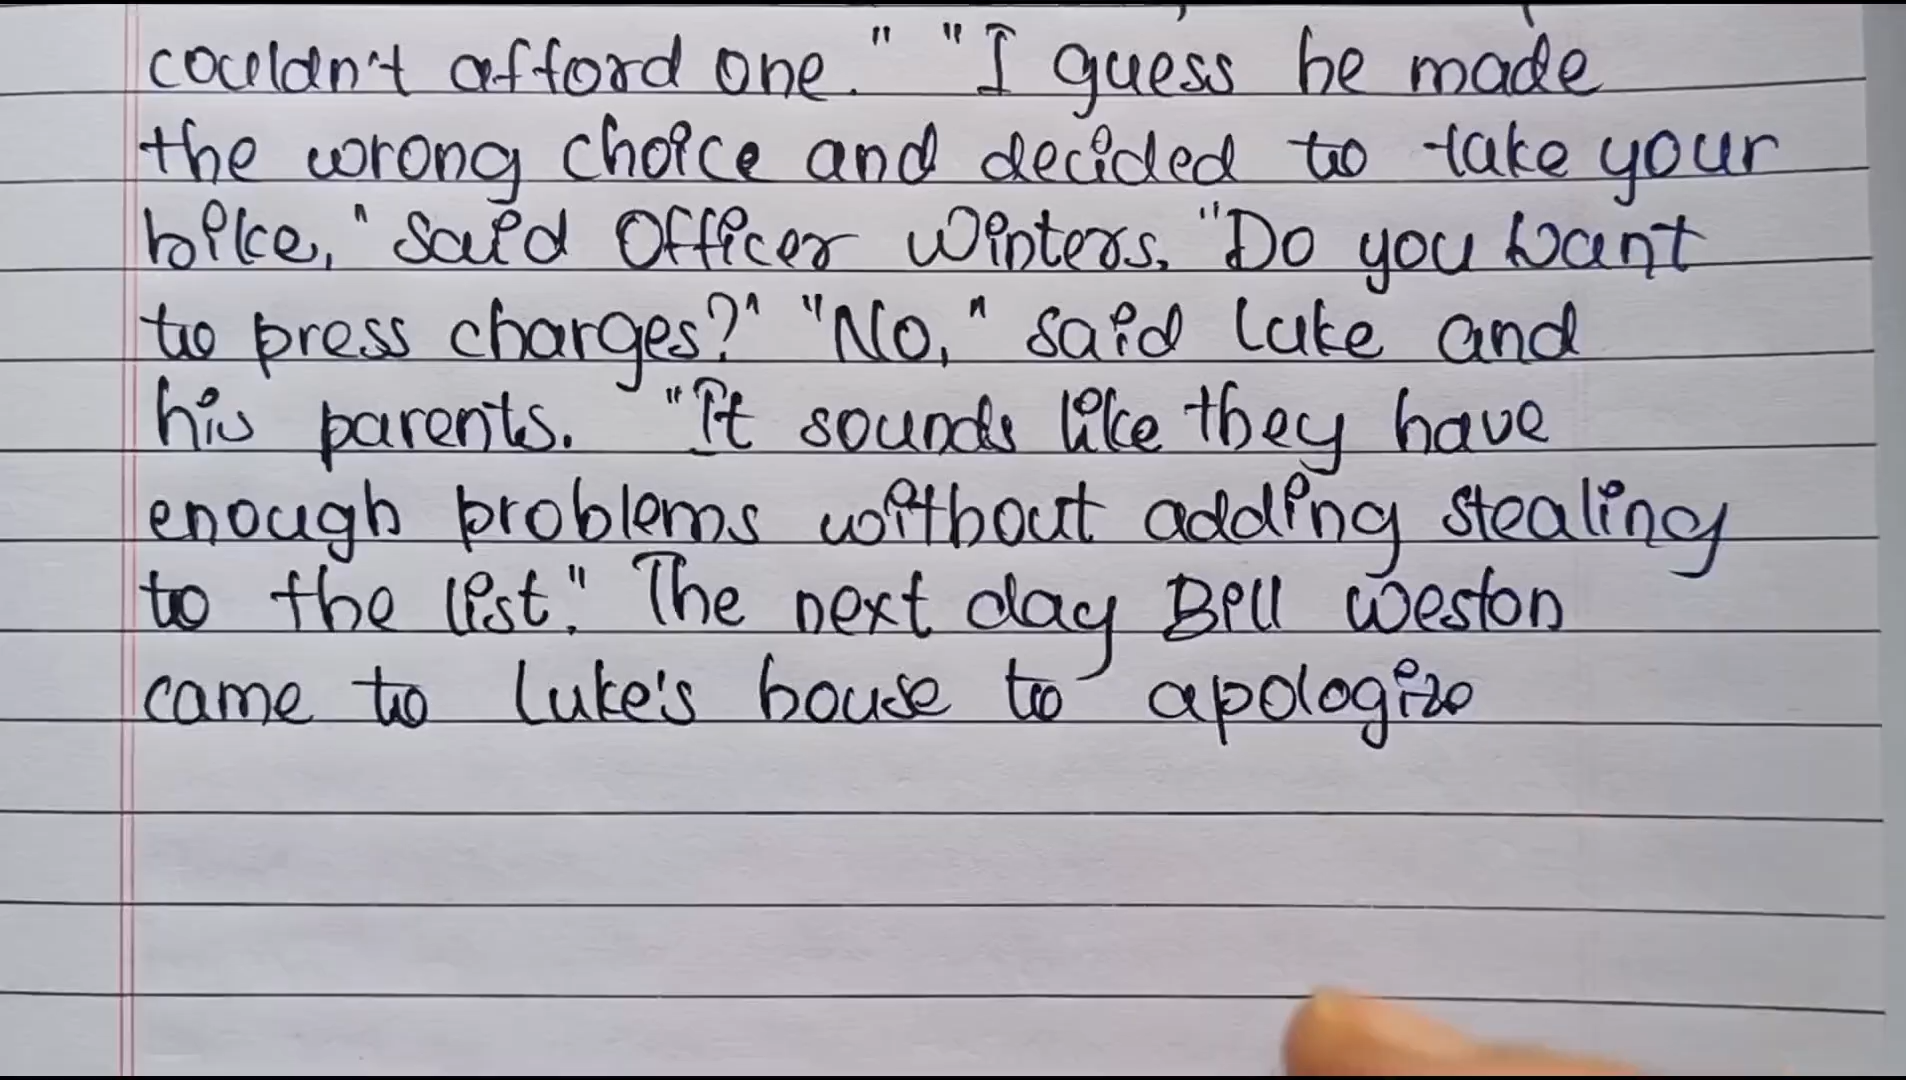 couldn't afford one." "I guess he made
the wrong choice and decided to take your
bike," said Officer Winters. "Do you want
to press charges?" "No," said Luke and
his parents. "It sounds like they have
enough problems without adding stealing
to the list." The next day Bill Weston
came to Luke's house to apologize